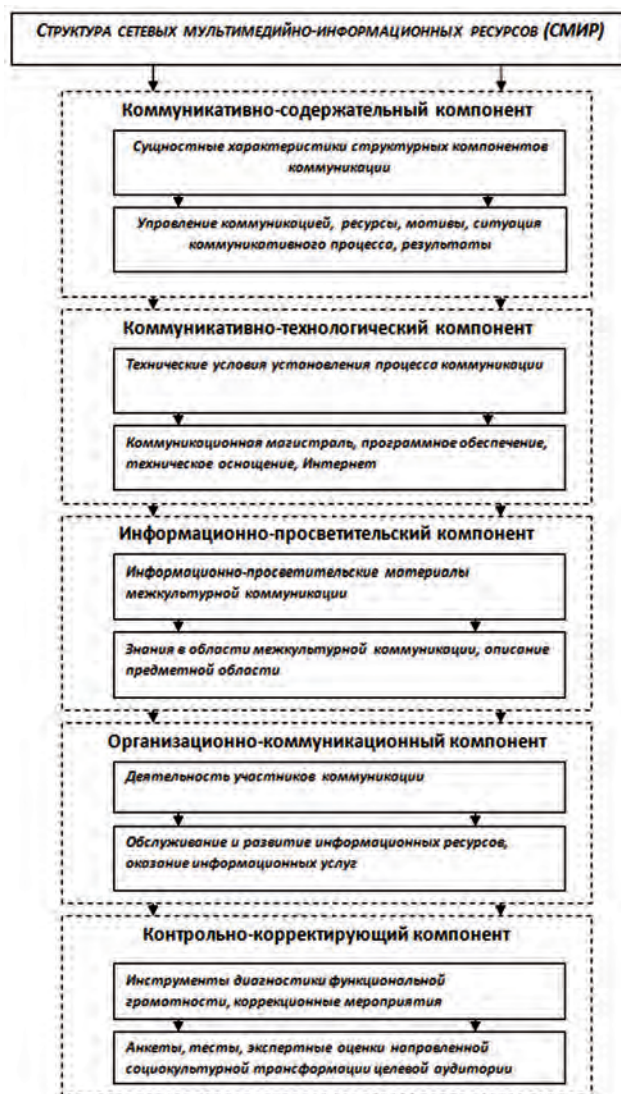 СТРУКТУРА СЕТЕВЫХ МУЛЬТИМЕДИЙНО-ИНФОРМАЦИОННЫХ РЕСУРСОВ (СМИР)
Коммуникативно-содержательный компонент
Сущностные характеристики структурных компонентов
коммуникации
Управление коммуникацией, ресурсы, мотивы, ситуация
коммуникативного процесса, результаты
Коммуникативно-технологический компонент
Технические условия установления процесса коммуникации
Коммуникационная магистраль, программное обеспечение,
техническое оснощение, Интернет
Информационно-просветительский компонент
Информационно-просветительские материалы
межкультурной коммуникации
Знания в области межкультурной коммуникации, описание
предметной области
Организационно-коммуникационный компонент
Деятельность участников коммуникации
Обслуживание и развитие информационных ресурсов,
оказание информационных услуг
Контрольно-корректирующий компонент
Инструменты диагностики функциональной
грамотности, коррекционные мероприятия
Анкеты, тесты, экспертные оценки направленной
социокультурной трансформации целевой аудитории